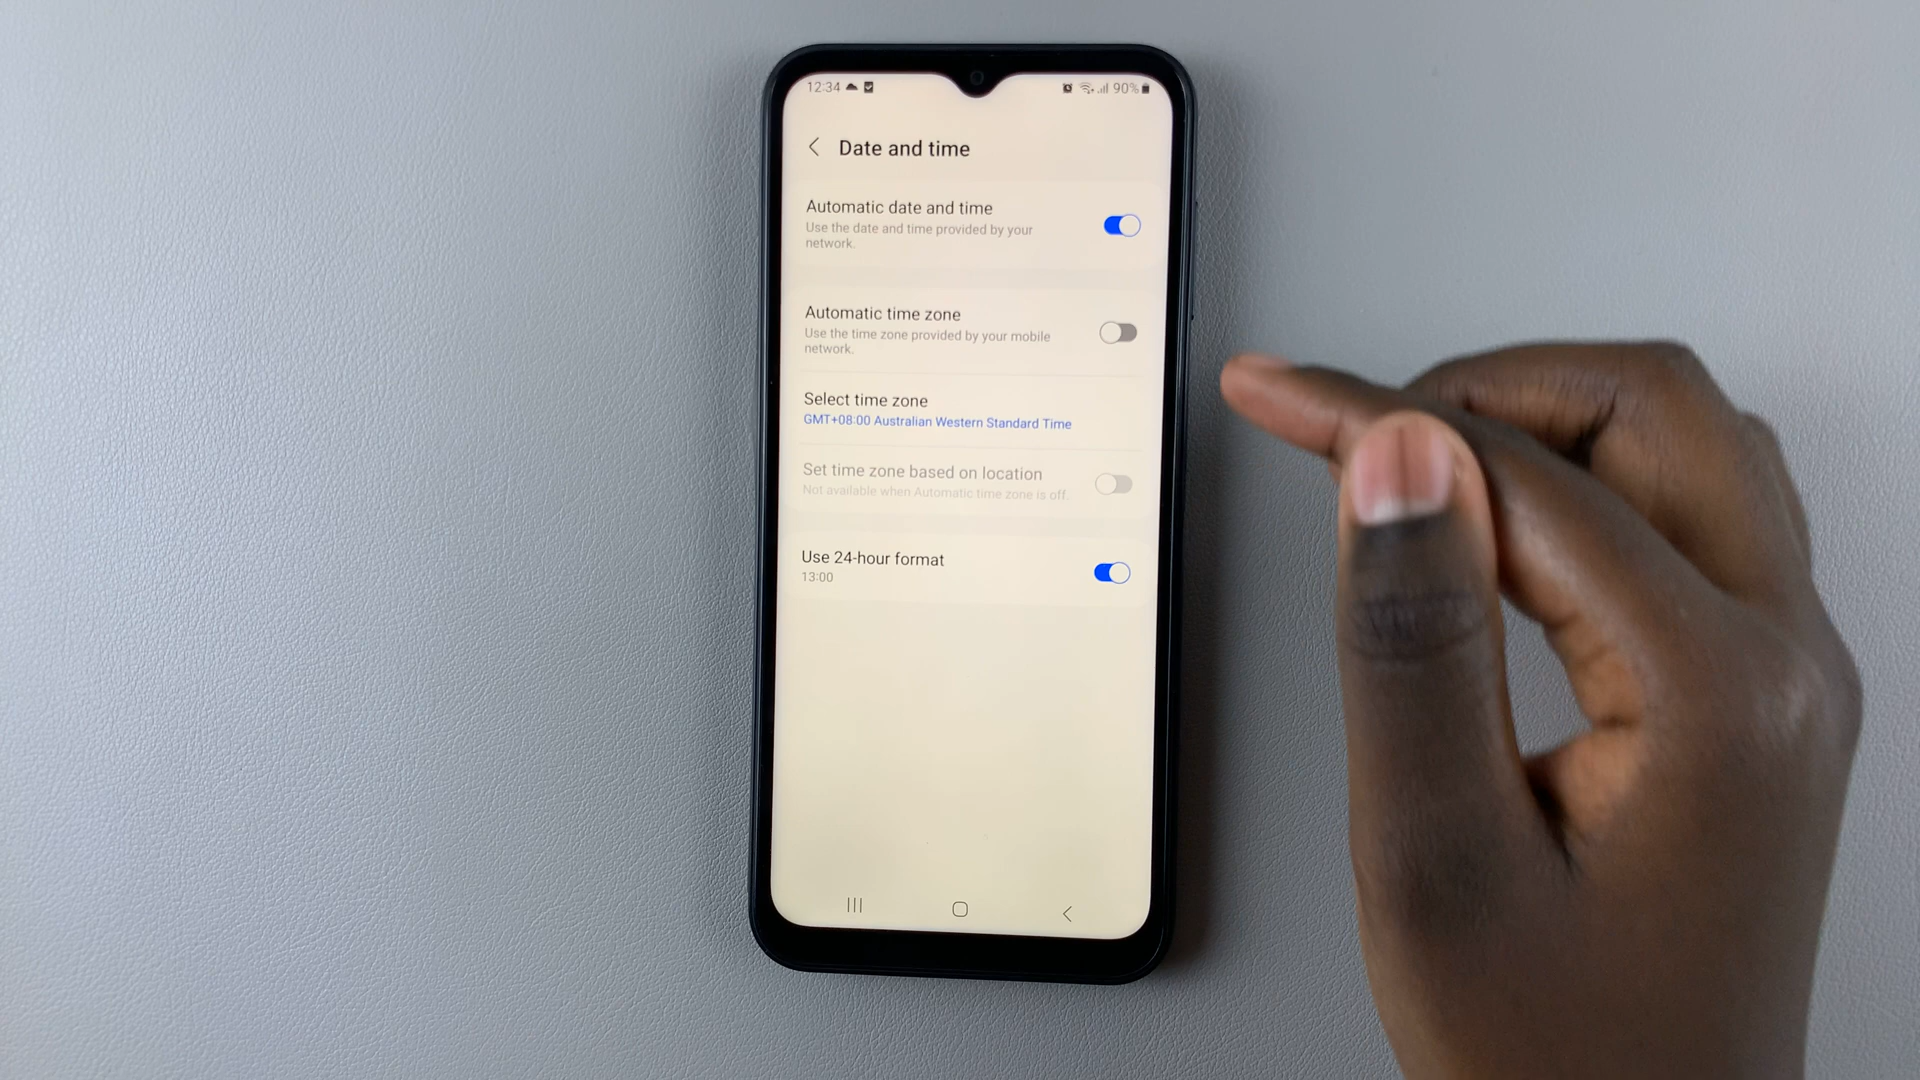 12:34
90%
Date and time
Automatic date and time
Use the date and time provided by your
network.
Automatic time zone
Use the time zone provided by your mobile
network.
Select time zone
GMT+08:00 Australian Western Standard Time
Set time zone based on location
Not available when Automatic time zone is off.
Use 24-hour format
13:00